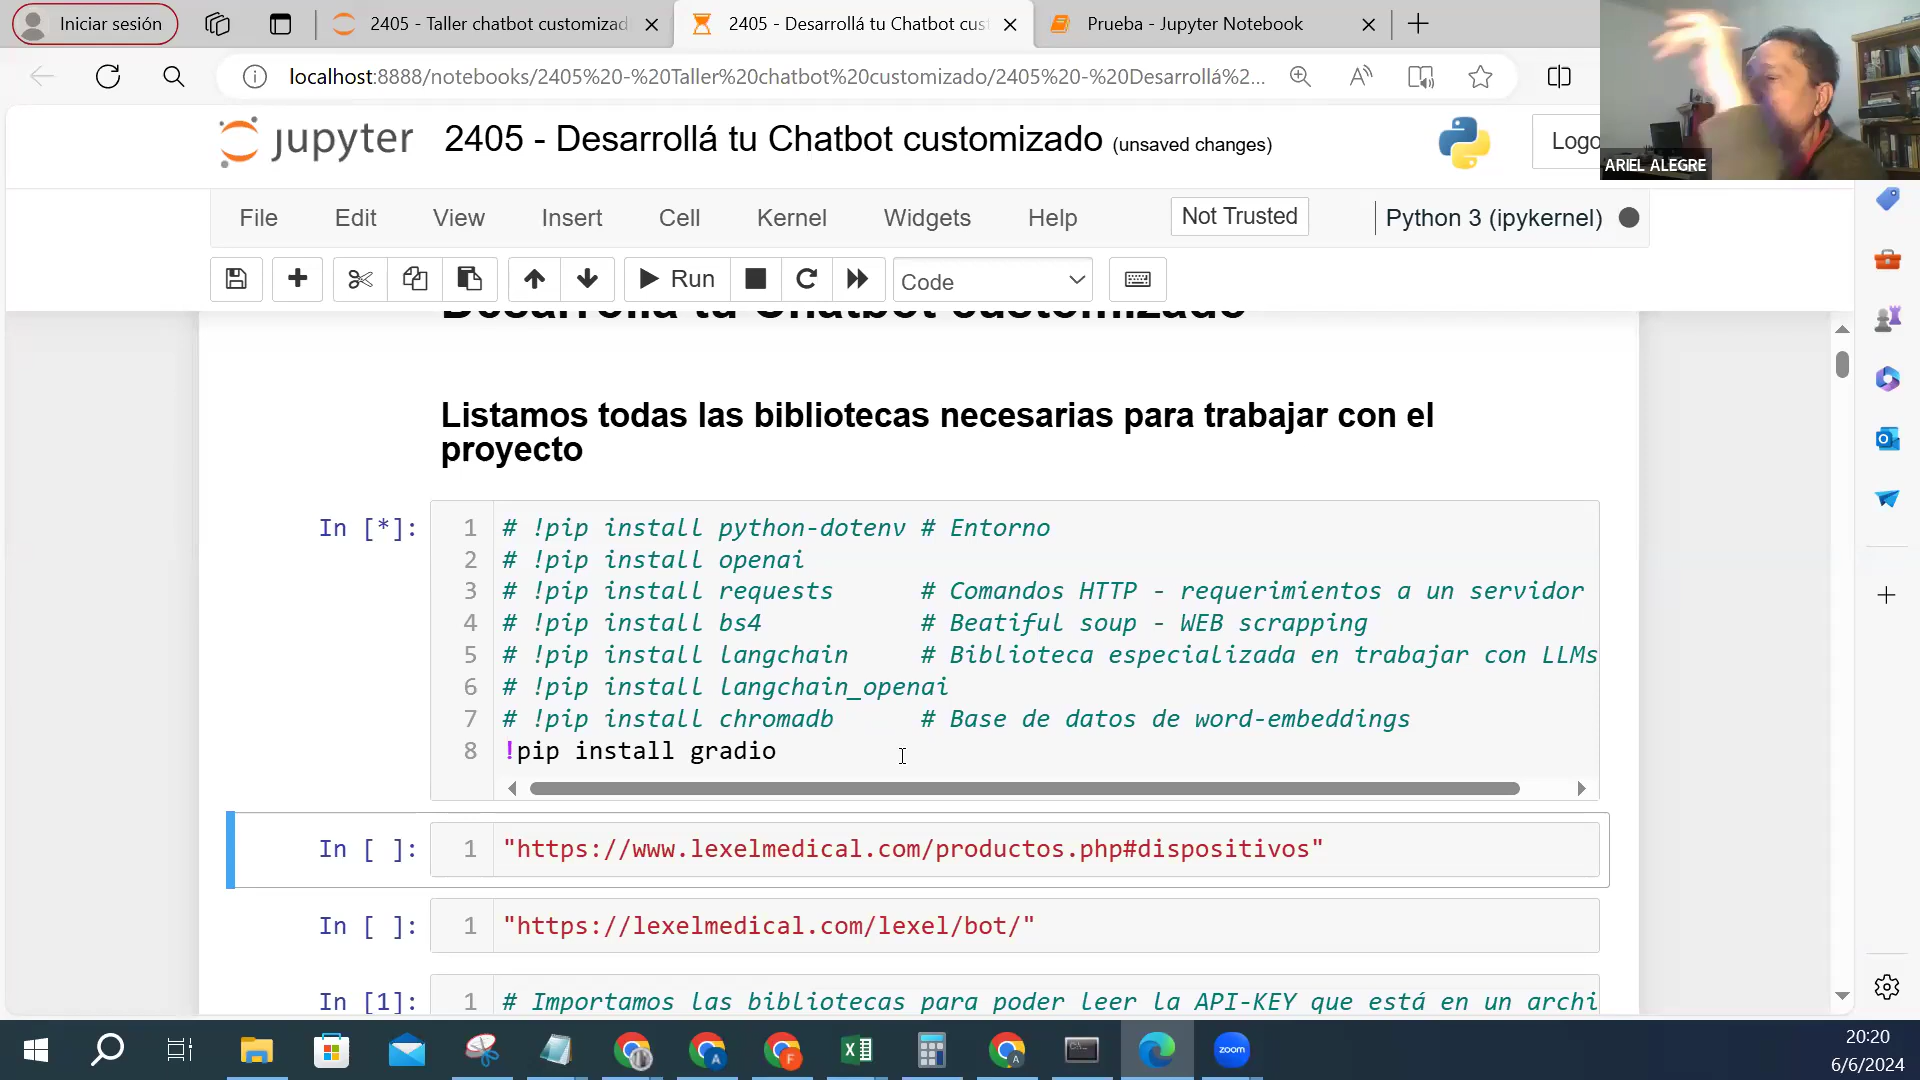 Iniciar sesión
2405 - Taller chatbot customizad
2405 - Desarrollá tu Chatbot cus
Prueba - Jupyter Notebook
localhost:8888/notebooks/2405%20-%20Taller%20chatbot%20customizado/2405%20-%20Desarrollá%2...
jupyter
2405 - Desarrollá tu Chatbot customizado (unsaved changes)
Logo
ARIEL ALEGRE
File Edit View Insert Cell Kernel Widgets Help
Not Trusted
Python 3 (ipykernel)
Run
Code
Desarrollá tu Chatbot customizado
Listamos todas las bibliotecas necesarias para trabajar con el
proyecto
In [*]:
1 # !pip install python-dotenv # Entorno
2 # !pip install openai
3 # !pip install requests # Comandos HTTP - requerimientos a un servidor
4 # !pip install bs4 # Beatiful soup - WEB scrapping
5 # !pip install langchain # Biblioteca especializada en trabajar con LLMs
6 # !pip install langchain_openai
7 # !pip install chromadb # Base de datos de word-embeddings
8 !pip install gradio
In [ ]: 1 "https://www.lexelmedical.com/productos.php#dispositivos"
In [ ]: 1 "https://lexelmedical.com/lexel/bot/"
In [1]: 1 # Importamos las bibliotecas para poder leer la API-KEY que está en un archi
zoom
20:20
6/6/2024